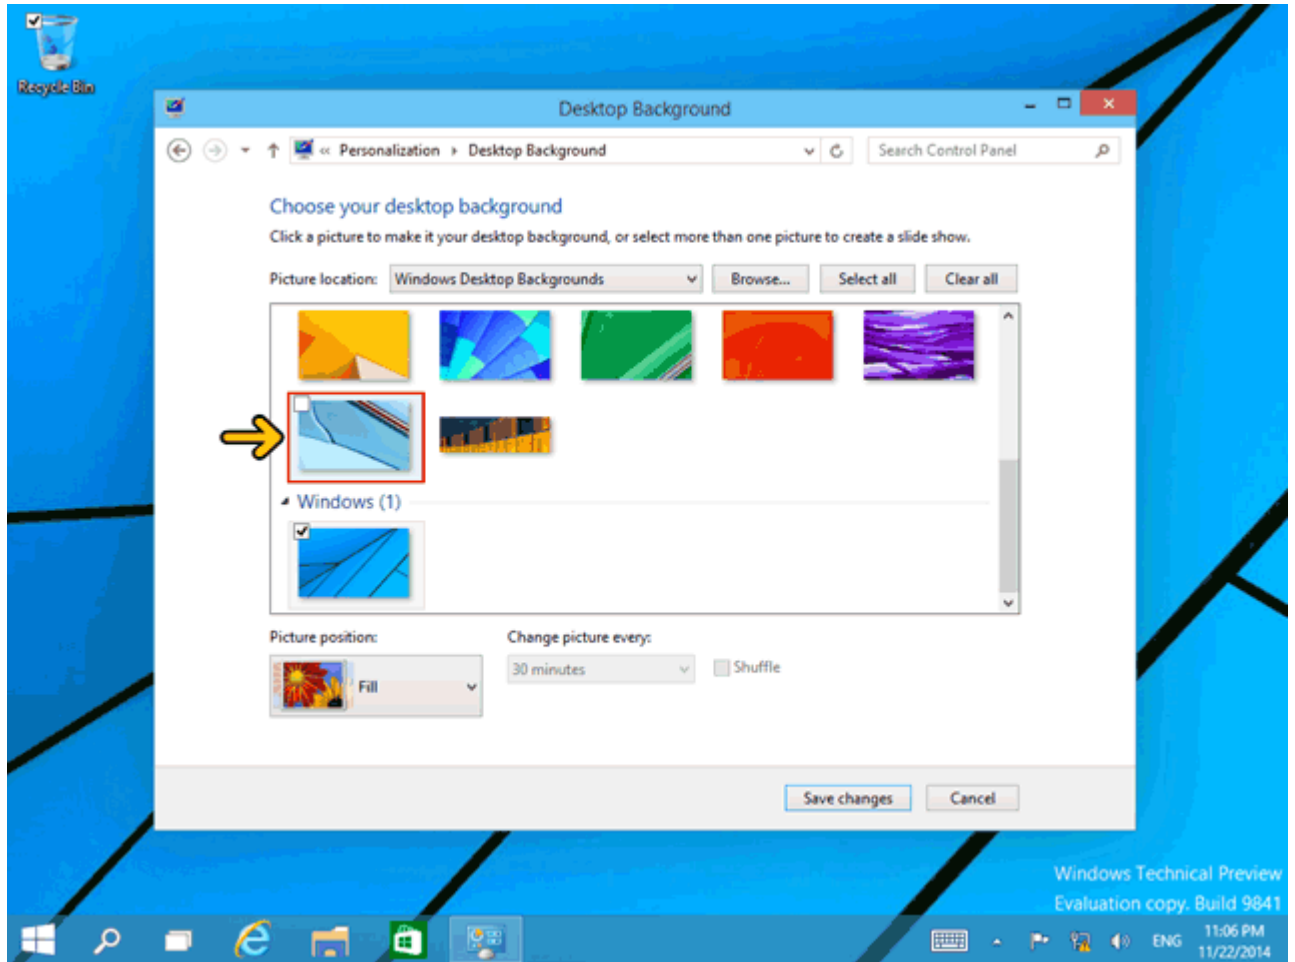 Recycle Bin
Desktop Background
« Personalization Desktop Background
Search Control Panel
Choose your desktop background
Click a picture to make it your desktop background, or select more than one picture to create a slide show.
Picture location: Windows Desktop Backgrounds Browse... Select all Clear all
Windows (1)
Picture position: Change picture every:
Fill 30 minutes Shuffle
Save changes Cancel
Windows Technical Preview
Evaluation copy. Build 9841
ENG 11:06 PM
11/22/2014